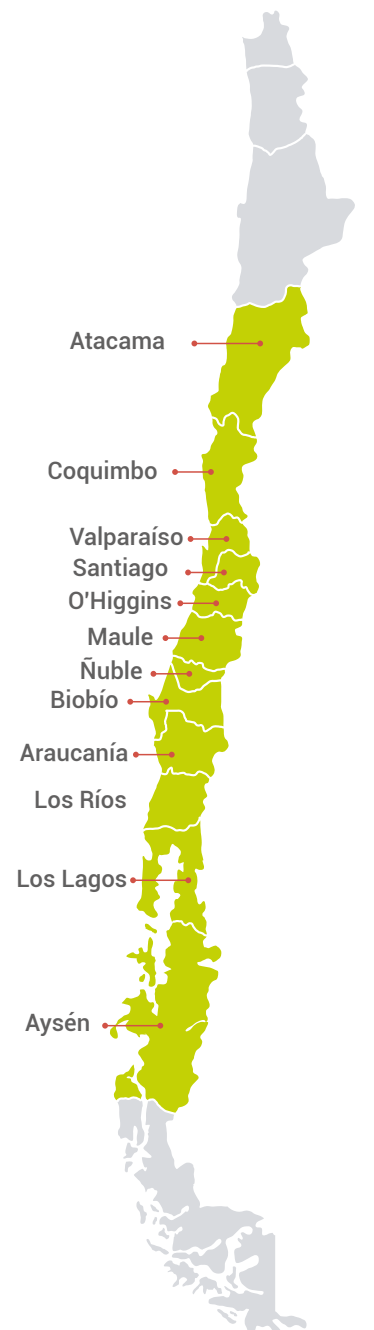 Atacama
Coquimbo
Valparaíso
Santiago
O'Higgins
Maule
Ñuble
Biobío
Araucanía
Los Ríos
Los Lagos
Aysén